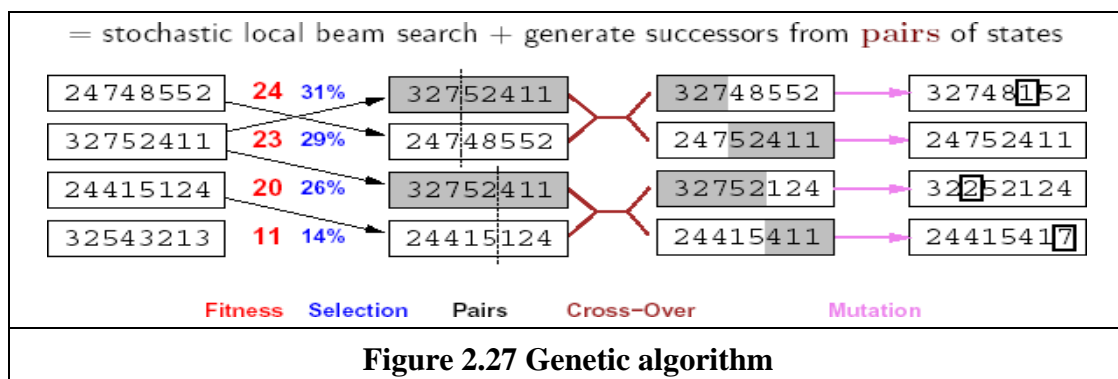 = stochastic local beam search + generate successors from pairs of states
24748552 24 31% 32752411 32748552 32748152
32752411 23 29% 24748552 24752411 24752411
24415124 20 26% 32752411 32752124 32252124
32543213 11 14% 24415124 24415411 24415417
Fitness Selection Pairs Cross-Over Mutation
Figure 2.27 Genetic algorithm